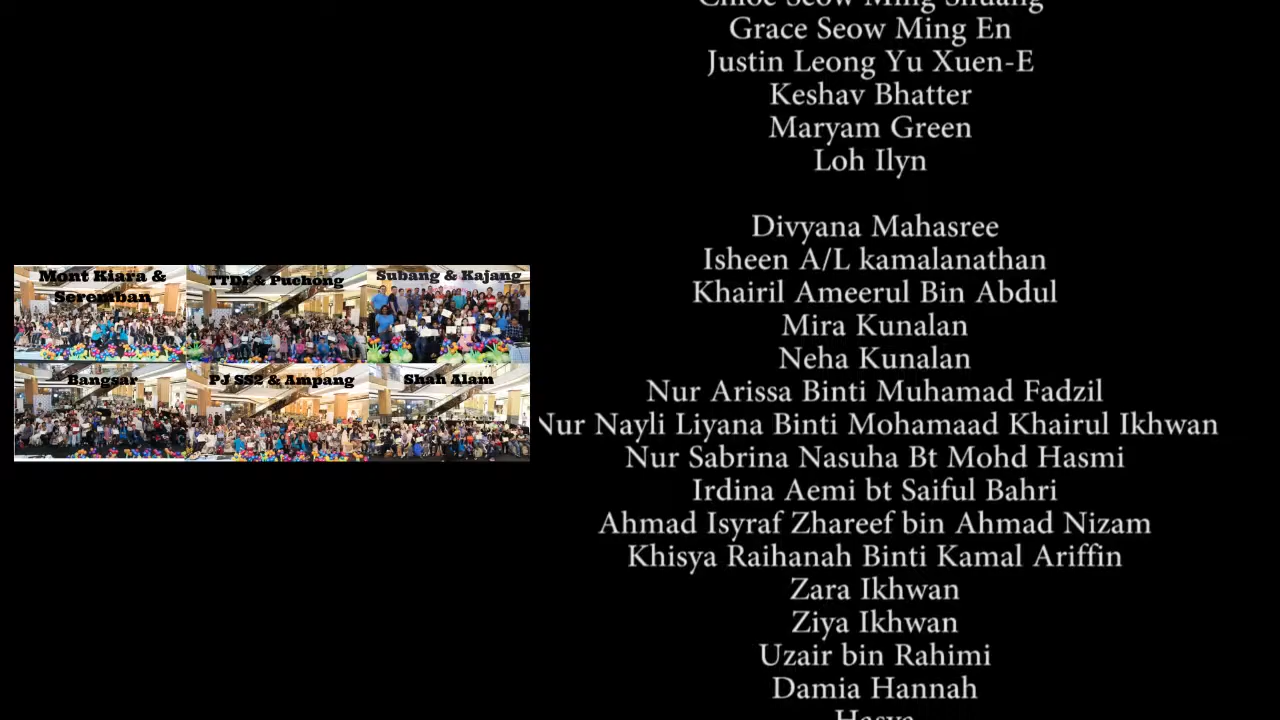 Mont Kiara &
Seremban
TTDI & Puchong
Subang & Kajang
Bangsar
PJ SS2 & Ampang
Shah Alam
Chloe Seow Ming Shuang
Grace Seow Ming En
Justin Leong Yu Xuen-E
Keshav Bhatter
Maryam Green
Loh Ilyn
Divyana Mahasree
Isheen A/L kamalanathan
Khairil Ameerul Bin Abdul
Mira Kunalan
Neha Kunalan
Nur Arissa Binti Muhamad Fadzil
Nur Nayli Liyana Binti Mohamaad Khairul Ikhwan
Nur Sabrina Nasuha Bt Mohd Hasmi
Irdina Aemi bt Saiful Bahri
Ahmad Isyraf Zhareef bin Ahmad Nizam
Khisya Raihanah Binti Kamal Ariffin
Zara Ikhwan
Ziya Ikhwan
Uzair bin Rahimi
Damia Hannah